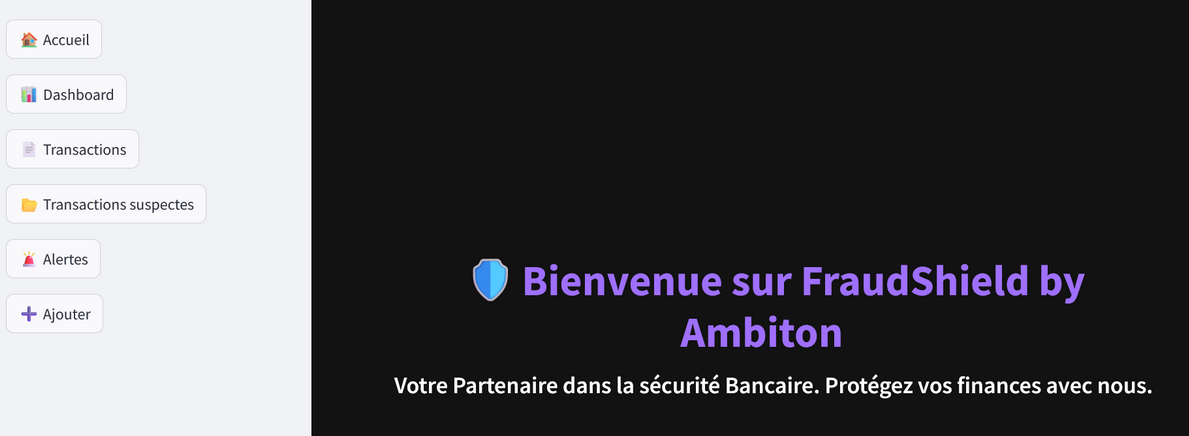 Accueil
Dashboard
Transactions
Transactions suspectes
Alertes
Ajouter
Bienvenue sur FraudShield by
Ambiton
Votre Partenaire dans la sécurité Bancaire. Protégez vos finances avec nous.